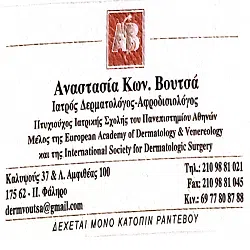 Αναστασία Κων. Βουτσά
Ιατρός Δερματολόγος-Αφροδισιολόγος
Πτυχιούχος Ιατρικής Σχολής του Πανεπιστημίου Αθηνών
Μέλος της European Academy of Dermatology & Venereology
και της International Society for Dermatologic Surgery
Καλυψούς 37 & Λ. Αμφιθέας 100
175 62 - Π. Φάληρο
dermvoutsa@gmail.com
Τηλ.: 210 98 81 021
Fax: 210 98 81 045
Κιν.: 69 77 80 87 88
ΔΕΧΕΤΑΙ ΜΟΝΟ ΚΑΤΟΠΙΝ ΡΑΝΤΕΒΟΥ